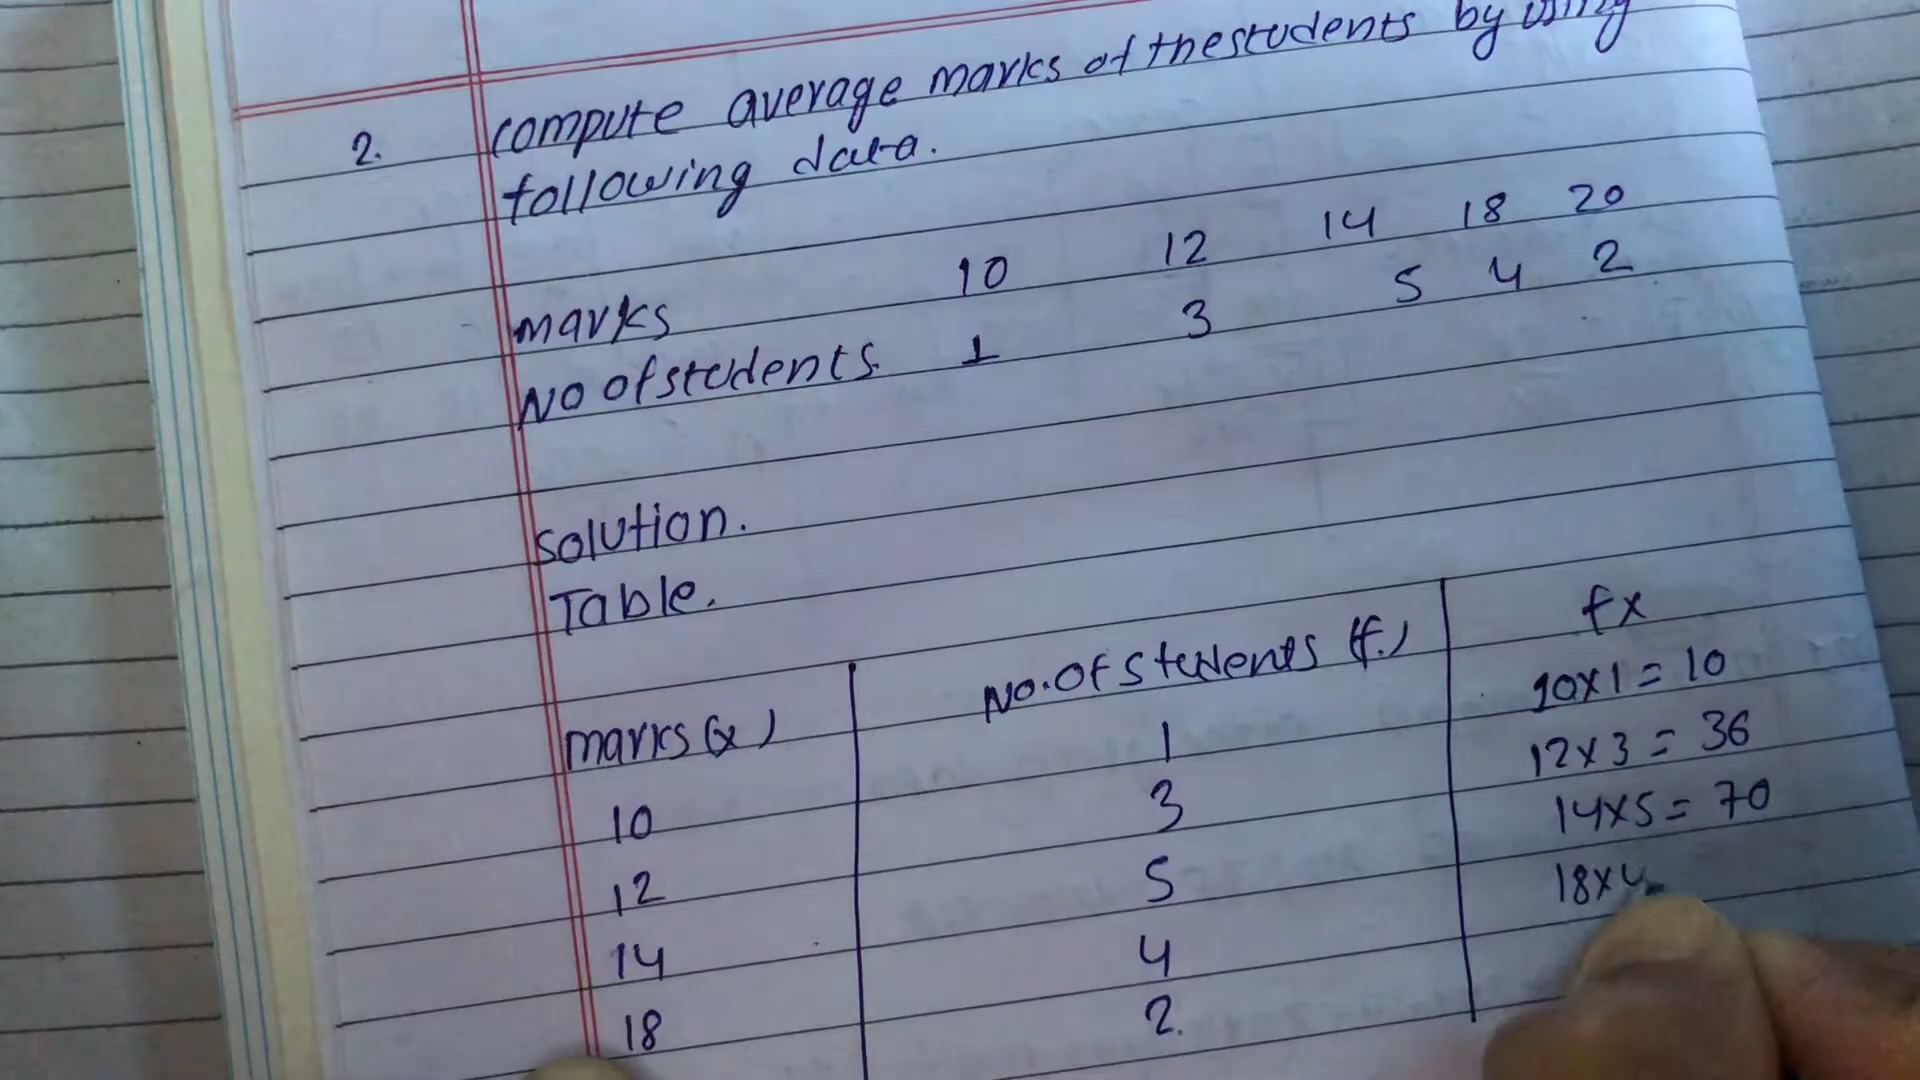 2. compute average marks of the students by using
following data.
marks 10 12 14 18 20
No of students. 1 3 5 4 2
solution.
Table.
marks (x) No. of students (f.) fx
10 1 10x1 = 10
12 3 12x3 = 36
14 5 14x5 = 70
18 4 18x4
2.